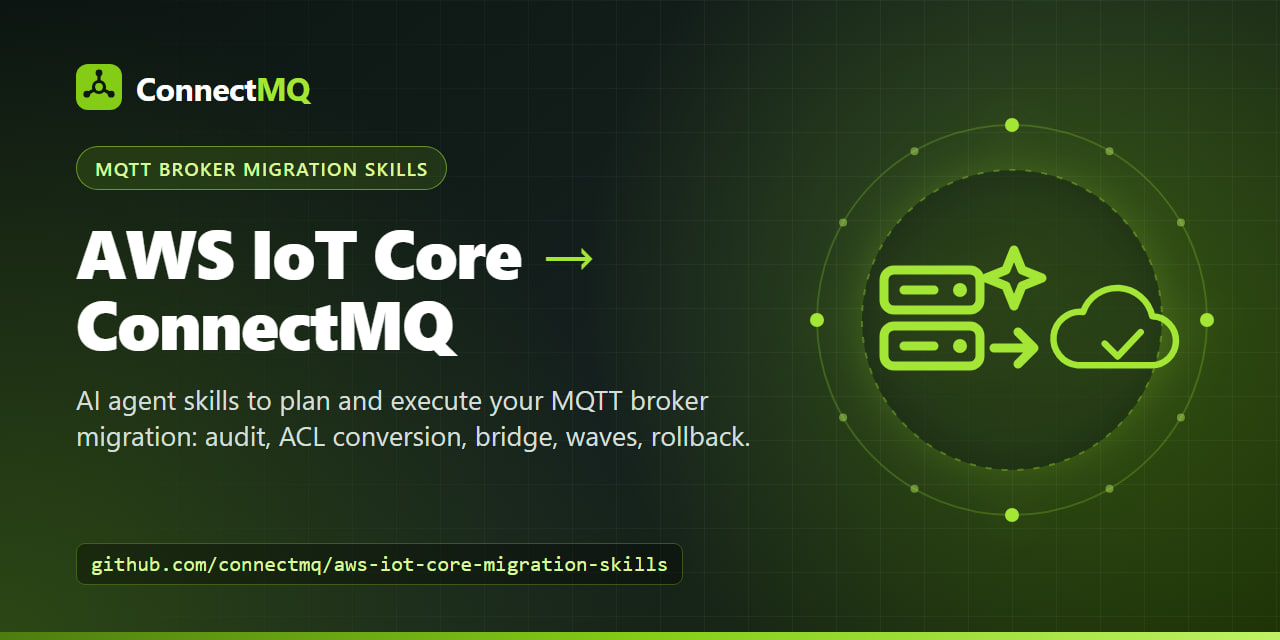 ConnectMQ
MQTT BROKER MIGRATION SKILLS
AWS IoT Core →
ConnectMQ
AI agent skills to plan and execute your MQTT broker
migration: audit, ACL conversion, bridge, waves, rollback.
github.com/connectmq/aws-iot-core-migration-skills